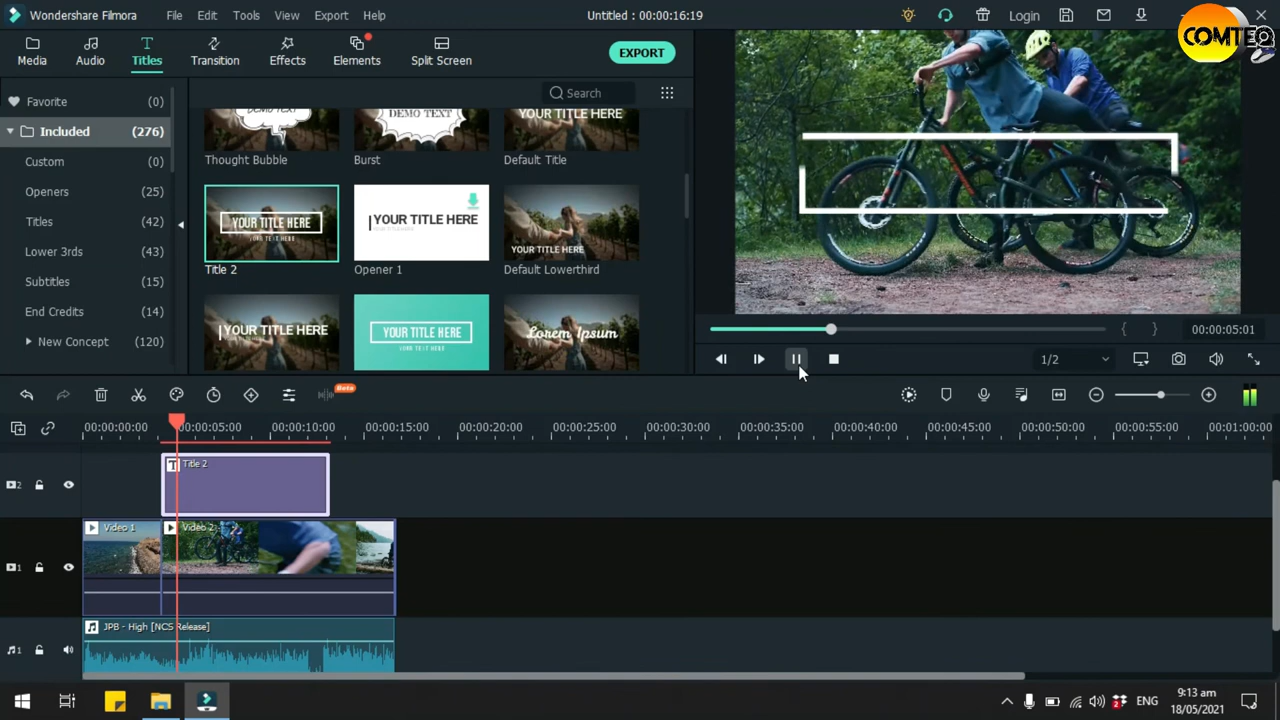 Wondershare Filmora File Edit Tools View Export Help Untitled : 00:00:16:19 Login
COMTEQ
Media Audio Titles Transition Effects Elements Split Screen EXPORT
Favorite (0) Search
Included (276)
Custom (0)
Openers (25)
Titles (42)
Lower 3rds (43)
Subtitles (15)
End Credits (14)
New Concept (120)
DEMO TEXT DEMO TEXT YOUR TITLE HERE
Thought Bubble Burst Default Title
YOUR TITLE HERE YOUR TITLE HERE YOUR TITLE HERE
YOUR TEXT HERE
Title 2 Opener 1 Default Lowerthird
YOUR TITLE HERE YOUR TITLE HERE Lorem Ipsum
00:00:05:01
1/2
Beta
00:00:00:00 00:00:05:00 00:00:10:00 00:00:15:00 00:00:20:00 00:00:25:00 00:00:30:00 00:00:35:00 00:00:40:00 00:00:45:00 00:00:50:00 00:00:55:00 00:01:00:00
T Title 2
2
Video 1 Video 2
1
JPB - High [NCS Release]
1
ENG 9:13 am
18/05/2021